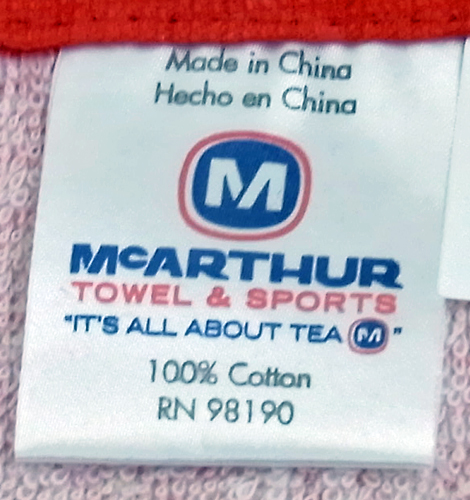 Made in China
Hecho en China
M
McARTHUR
TOWEL & SPORTS
"IT'S ALL ABOUT TEA M"
100% Cotton
RN 98190